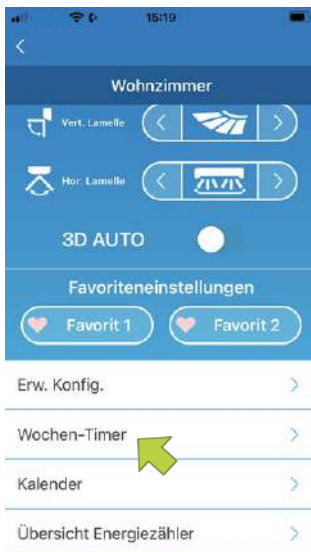 15:19
Wohnzimmer
Vert. Lamelle
Hor. Lamelle
3D AUTO
Favoriteneinstellungen
Favorit 1
Favorit 2
Erw. Konfig.
Wochen-Timer
Kalender
Übersicht Energiezähler